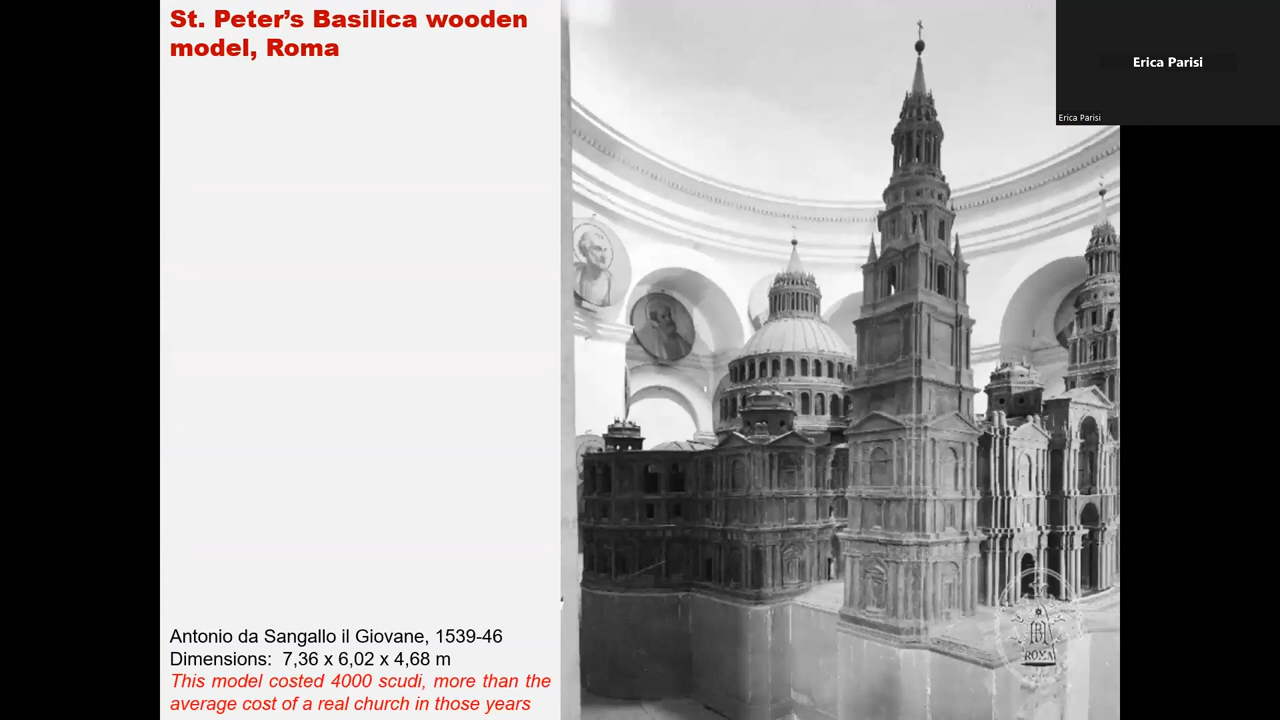 St. Peter’s Basilica wooden
model, Roma
Erica Parisi
Erica Parisi
Antonio da Sangallo il Giovane, 1539-46
Dimensions:  7,36 x 6,02 x 4,68 m
This model costed 4000 scudi, more than the
average cost of a real church in those years
B
ROMA